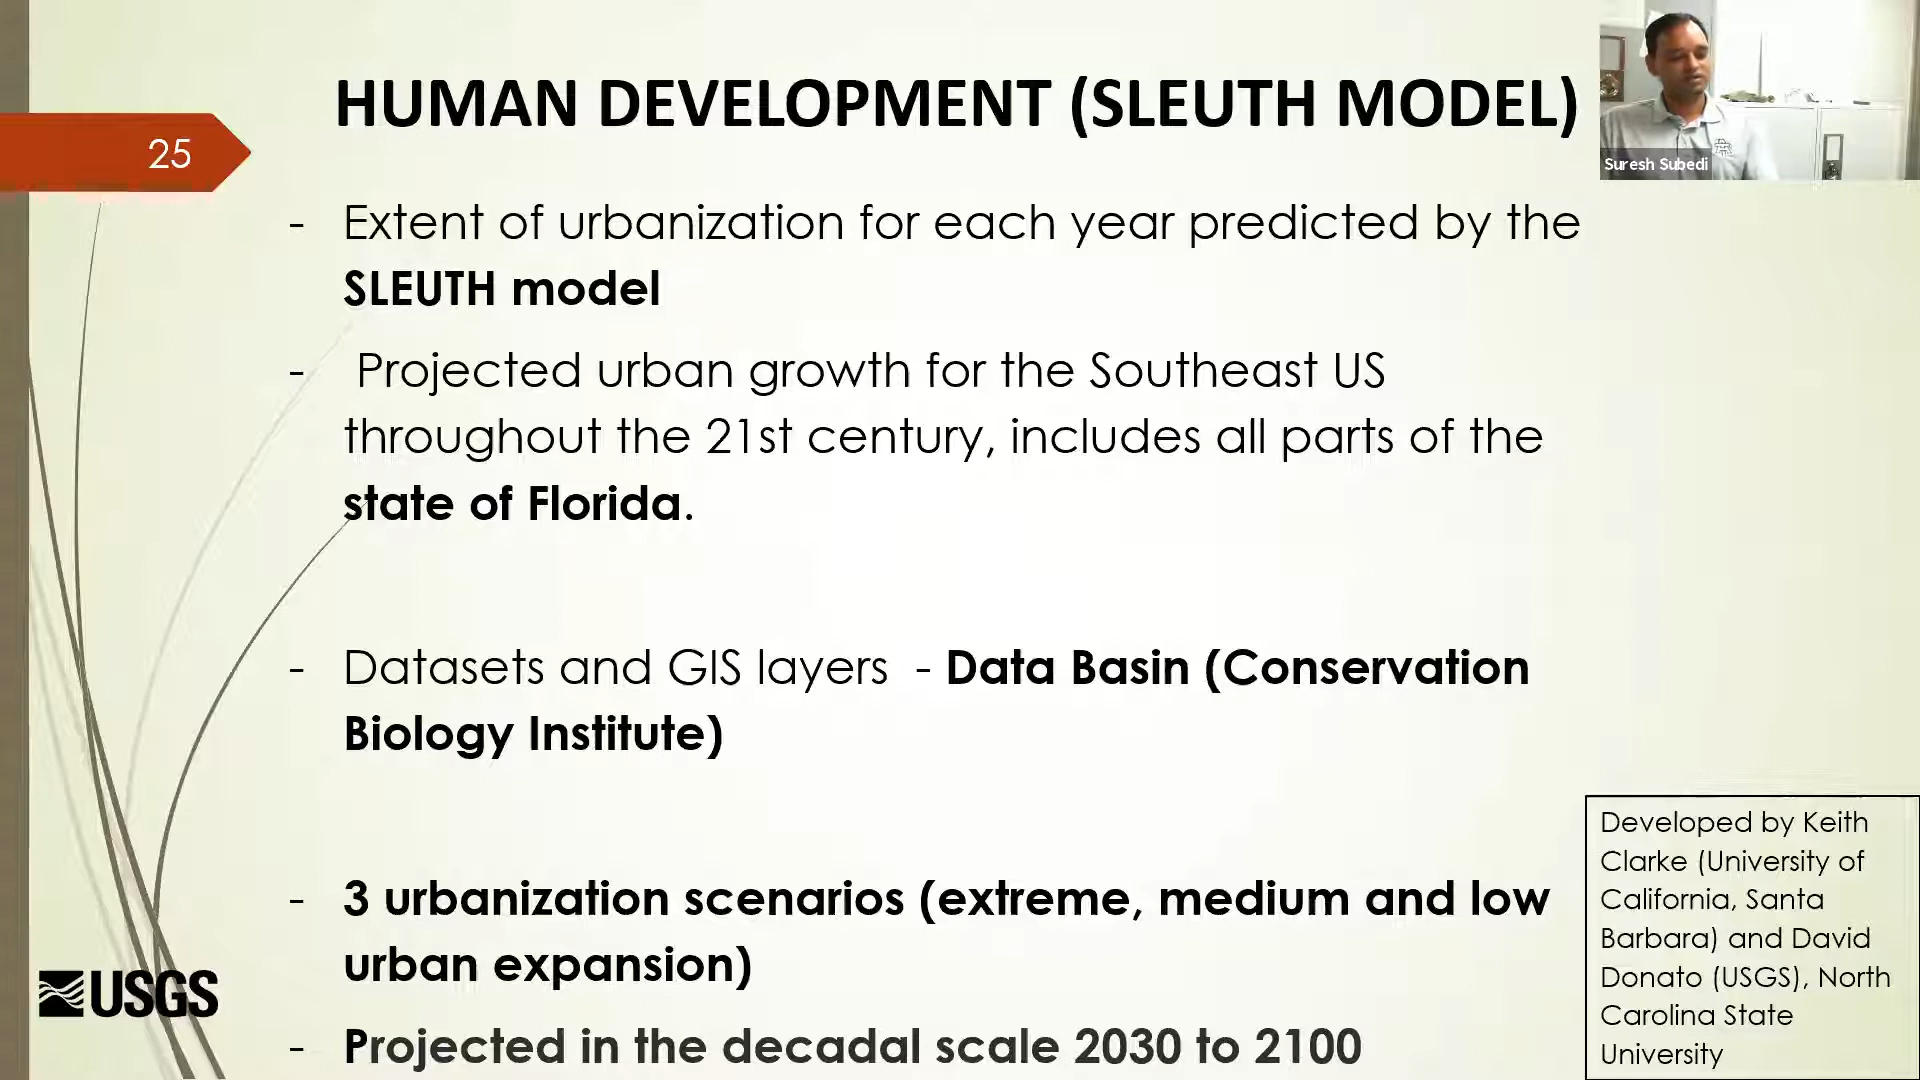 HUMAN DEVELOPMENT (SLEUTH MODEL)
25
Suresh Subedi
- Extent of urbanization for each year predicted by the
SLEUTH model
- Projected urban growth for the Southeast US
throughout the 21st century, includes all parts of the
state of Florida.
- Datasets and GIS layers - Data Basin (Conservation
Biology Institute)
- 3 urbanization scenarios (extreme, medium and low
urban expansion)
- Projected in the decadal scale 2030 to 2100
USGS
Developed by Keith
Clarke (University of
California, Santa
Barbara) and David
Donato (USGS), North
Carolina State
University